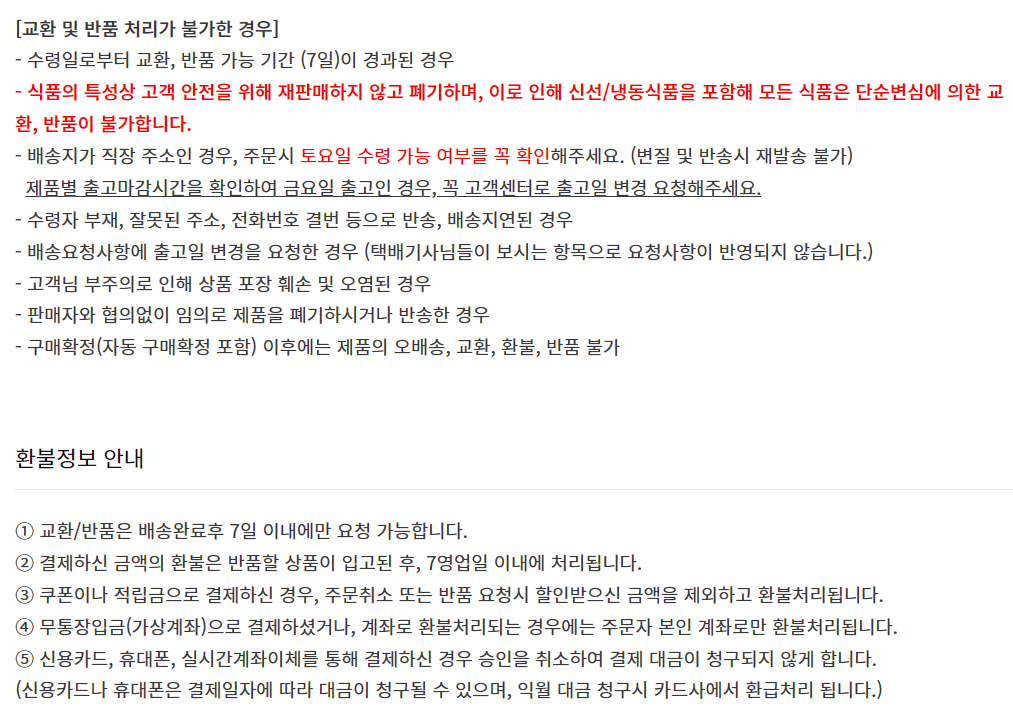 [교환 및 반품 처리가 불가한 경우]
- 수령일로부터 교환, 반품 가능 기간 (7일)이 경과된 경우
- 식품의 특성상 고객 안전을 위해 재판매하지 않고 폐기하며, 이로 인해 신선/냉동식품을 포함해 모든 식품은 단순변심에 의한 교
환, 반품이 불가합니다.
- 배송지가 직장 주소인 경우, 주문시 토요일 수령 가능 여부를 꼭 확인해주세요. (변질 및 반송시 재발송 불가)
제품별 출고마감시간을 확인하여 금요일 출고인 경우, 꼭 고객센터로 출고일 변경 요청해주세요.
- 수령자 부재, 잘못된 주소, 전화번호 결번 등으로 반송, 배송지연된 경우
- 배송요청사항에 출고일 변경을 요청한 경우 (택배기사님들이 보시는 항목으로 요청사항이 반영되지 않습니다.)
- 고객님 부주의로 인해 상품 포장 훼손 및 오염된 경우
- 판매자와 협의없이 임의로 제품을 폐기하시거나 반송한 경우
- 구매확정(자동 구매확정 포함) 이후에는 제품의 오배송, 교환, 환불, 반품 불가
환불정보 안내
① 교환/반품은 배송완료후 7일 이내에만 요청 가능합니다.
② 결제하신 금액의 환불은 반품할 상품이 입고된 후, 7영업일 이내에 처리됩니다.
③ 쿠폰이나 적립금으로 결제하신 경우, 주문취소 또는 반품 요청시 할인받으신 금액을 제외하고 환불처리됩니다.
④ 무통장입금(가상계좌)으로 결제하셨거나, 계좌로 환불처리되는 경우에는 주문자 본인 계좌로만 환불처리됩니다.
⑤ 신용카드, 휴대폰, 실시간계좌이체를 통해 결제하신 경우 승인을 취소하여 결제 대금이 청구되지 않게 합니다.
(신용카드나 휴대폰은 결제일자에 따라 대금이 청구될 수 있으며, 익월 대금 청구시 카드사에서 환급처리 됩니다.)